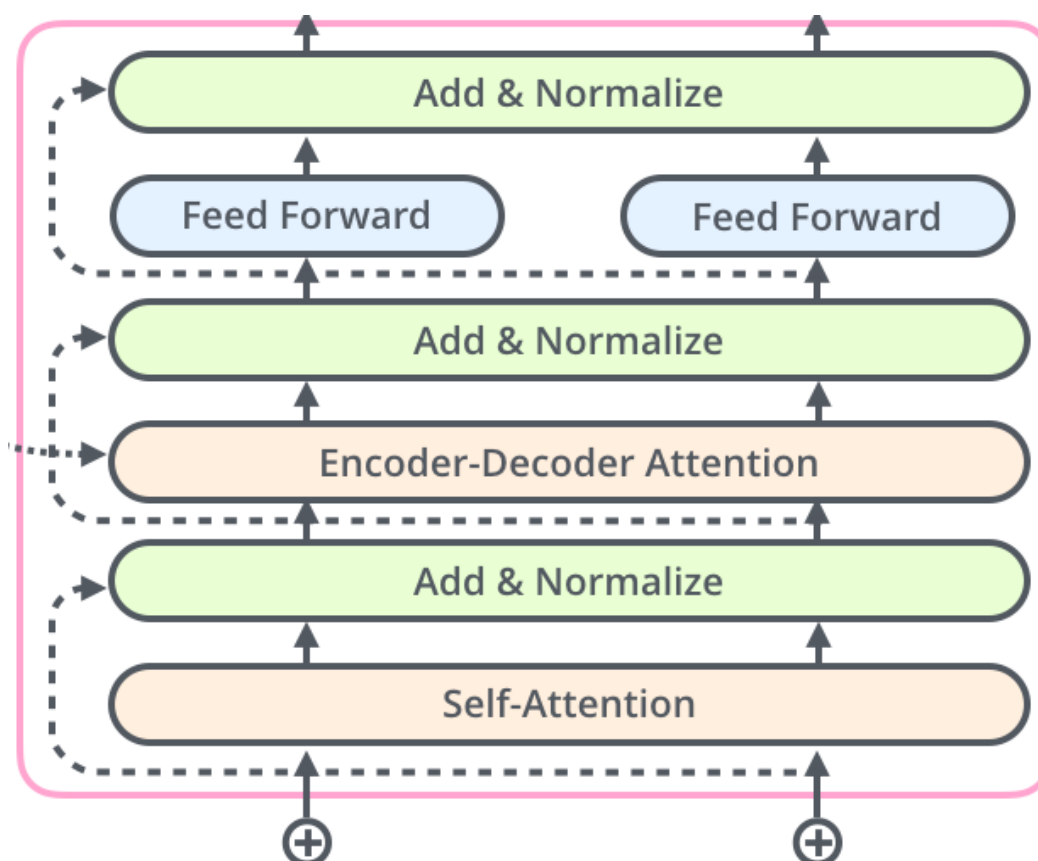 Add & Normalize
Feed Forward
Feed Forward
Add & Normalize
Encoder-Decoder Attention
Add & Normalize
Self-Attention